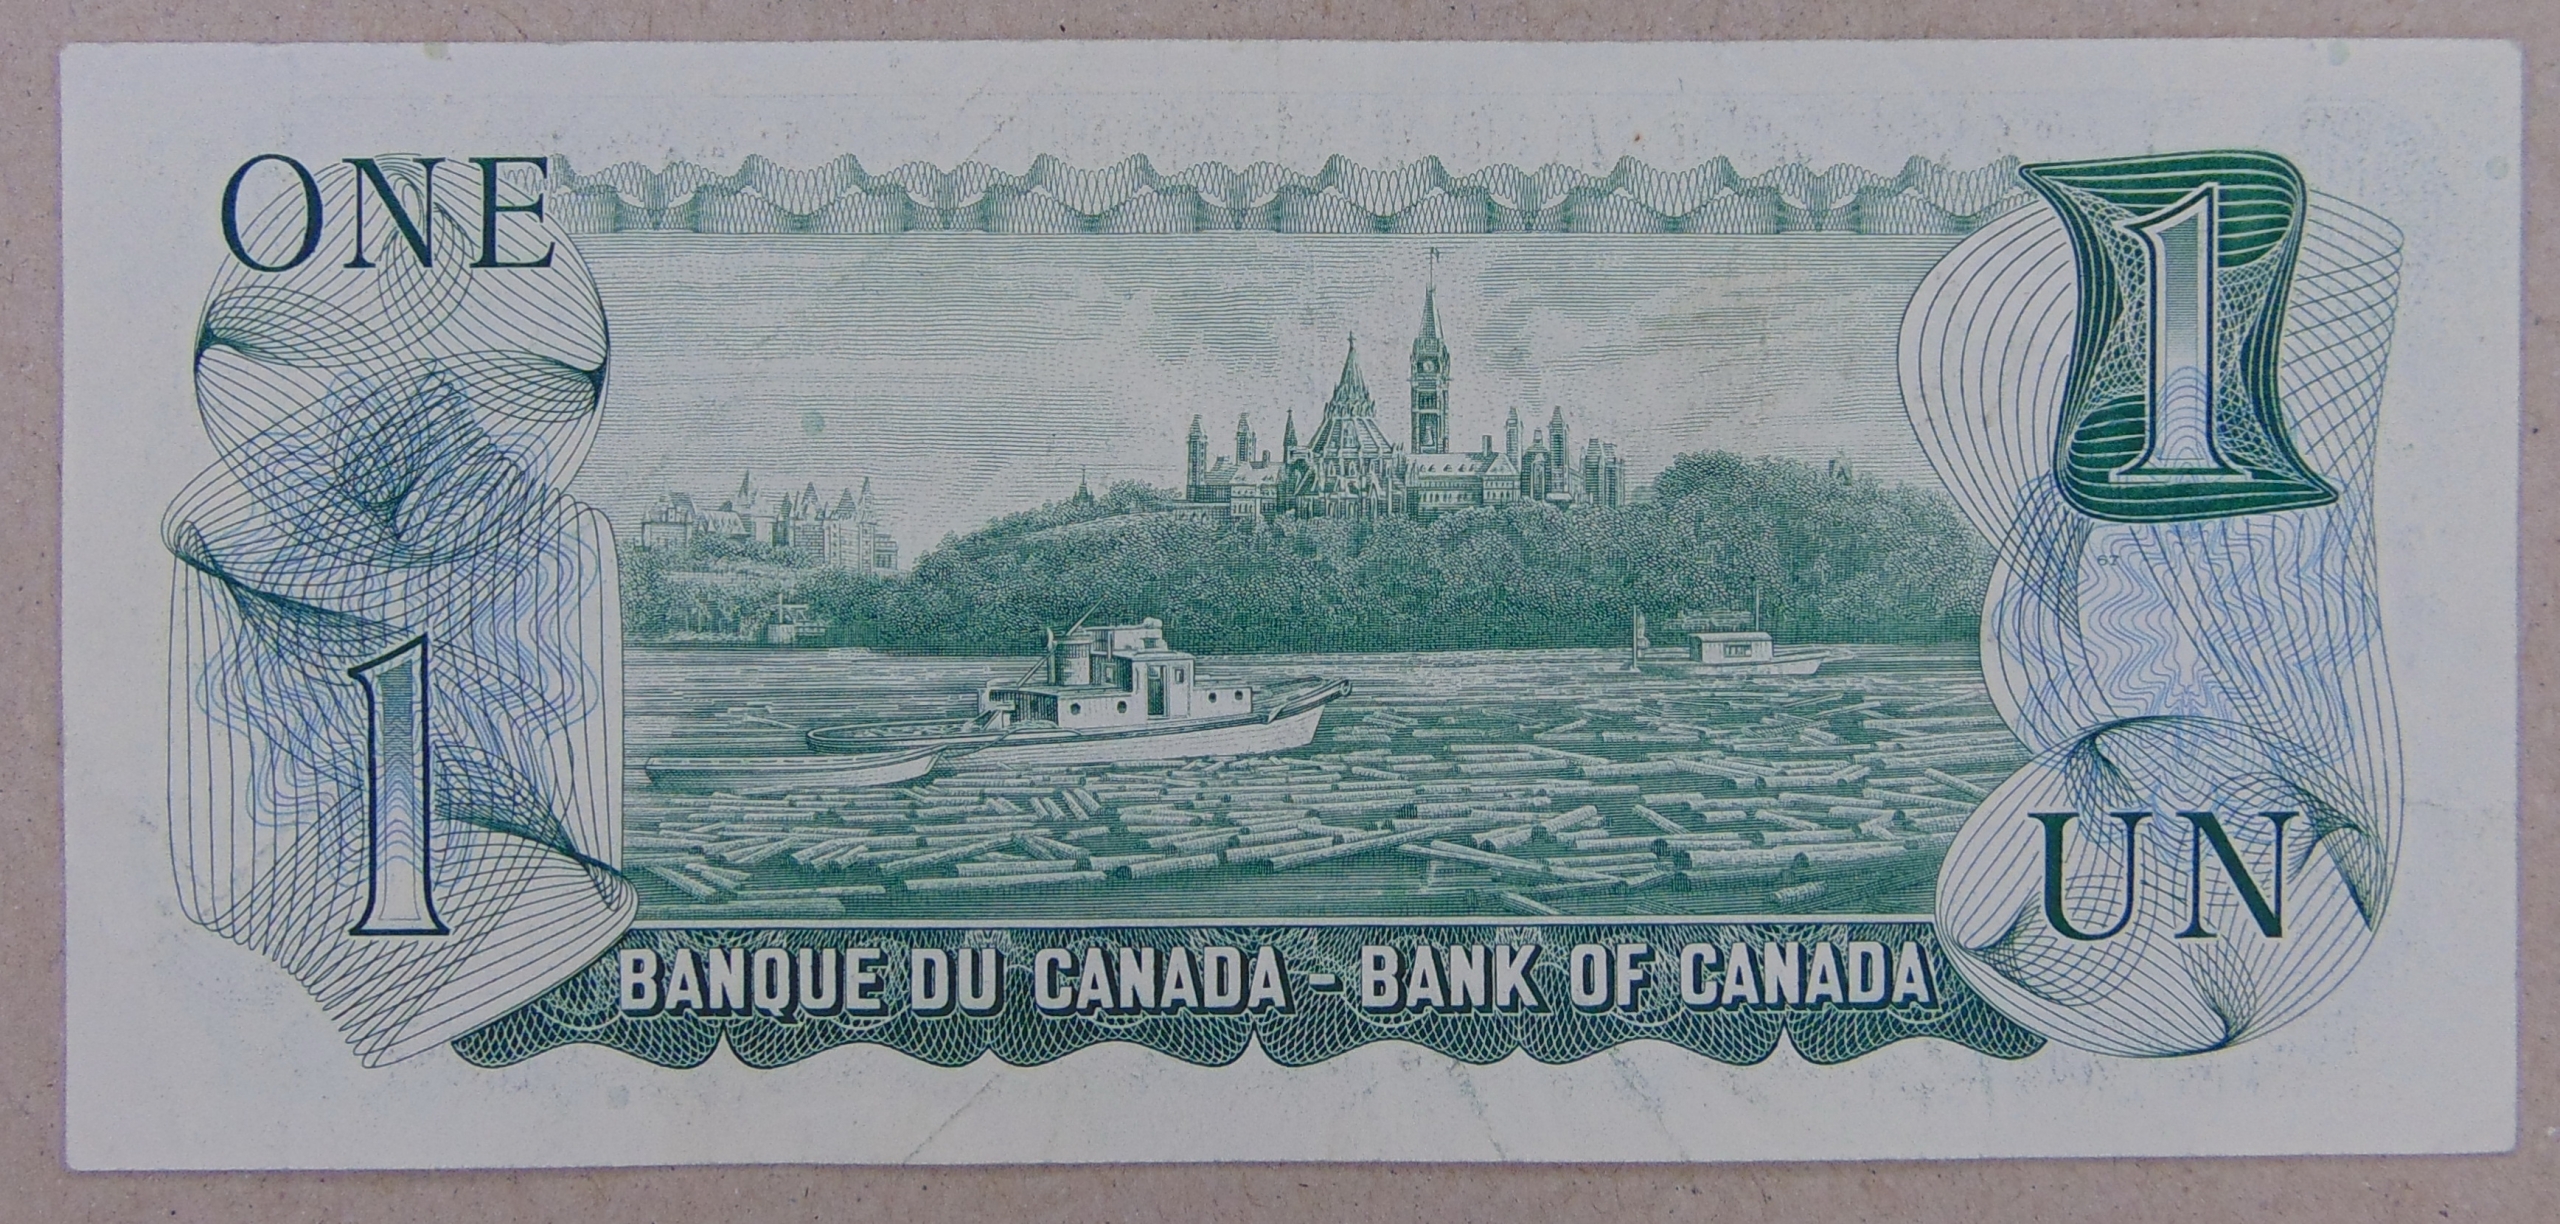 ONE
1
1
UN
BANQUE DU CANADA - BANK OF CANADA